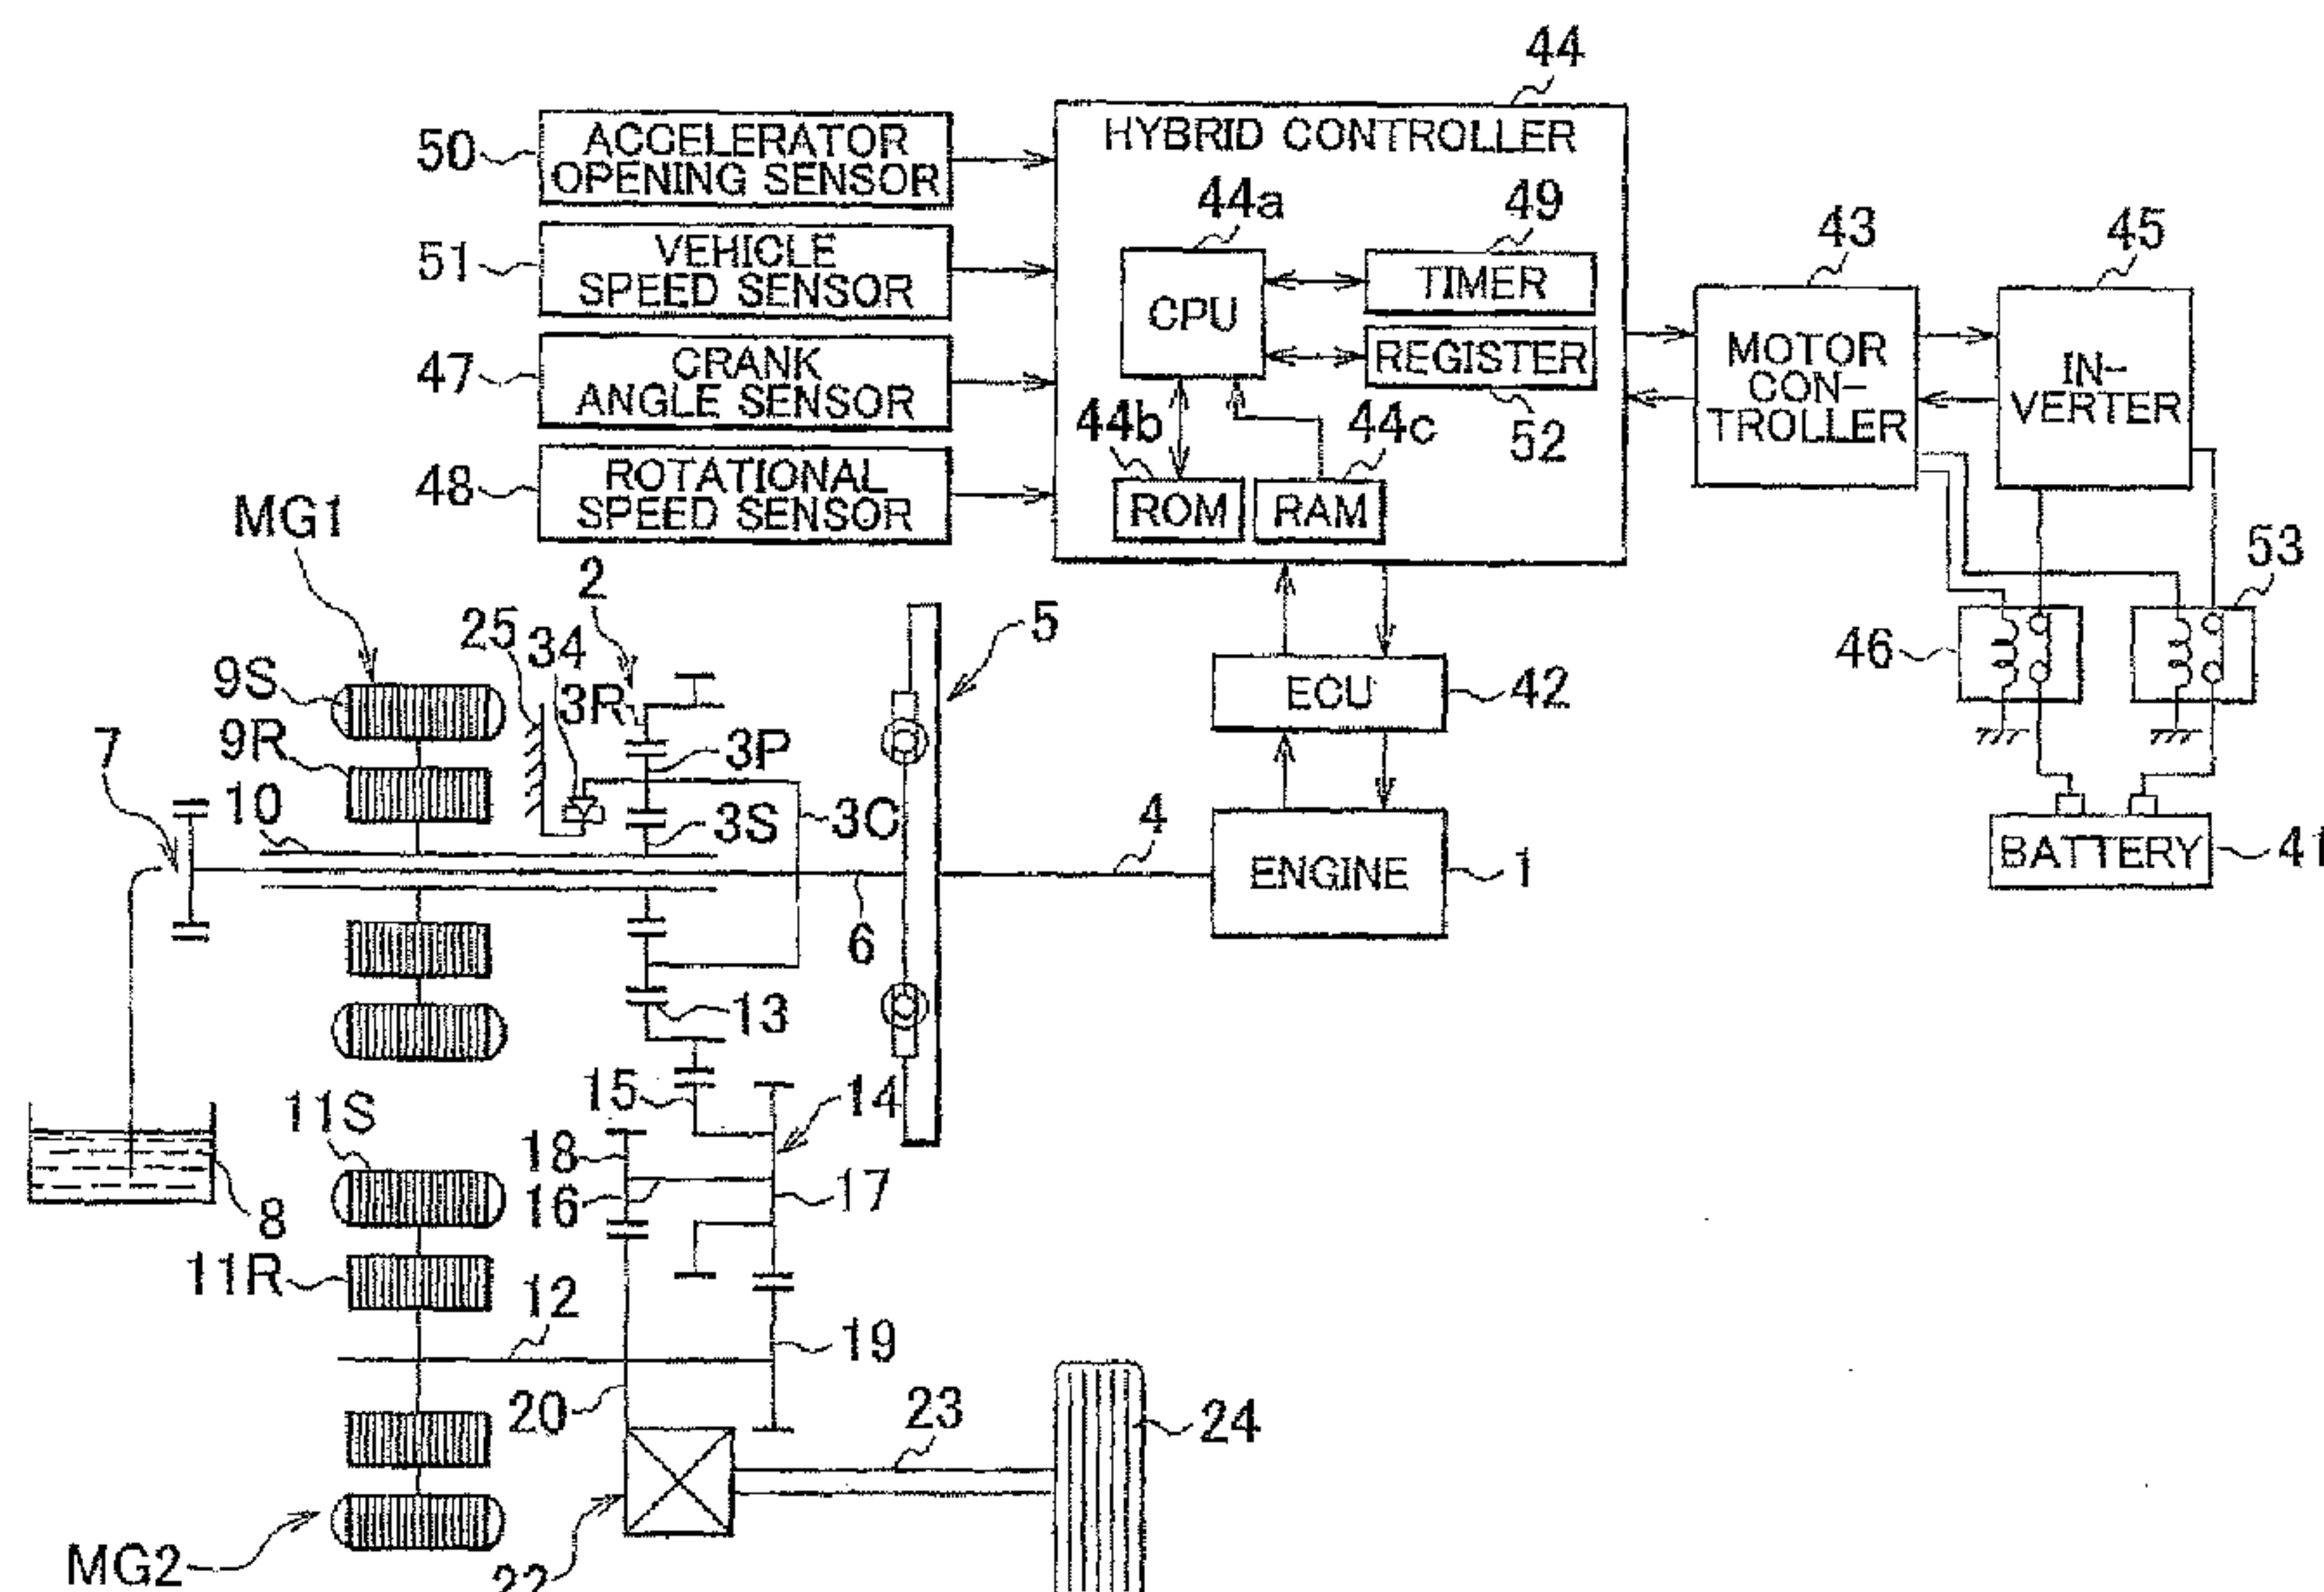 44
50
ACCELERATOR
OPENING SENSOR
HYBRID CONTROLLER
51
VEHICLE
SPEED SENSOR
44a
49
CPU
TIMER
43
45
47
CRANK
ANGLE SENSOR
REGISTER
MOTOR
CON-
TROLLER
IN-
VERTER
44b
44c
52
48
ROTATIONAL
SPEED SENSOR
ROM
RAM
MG1
2
53
25
34
5
46
9S
3R
ECU
42
7
9R
3P
10
3S
3C
4
ENGINE
1
BATTERY
41
6
13
15
14
11S
18
8
16
17
11R
12
19
20
23
24
MG2
22